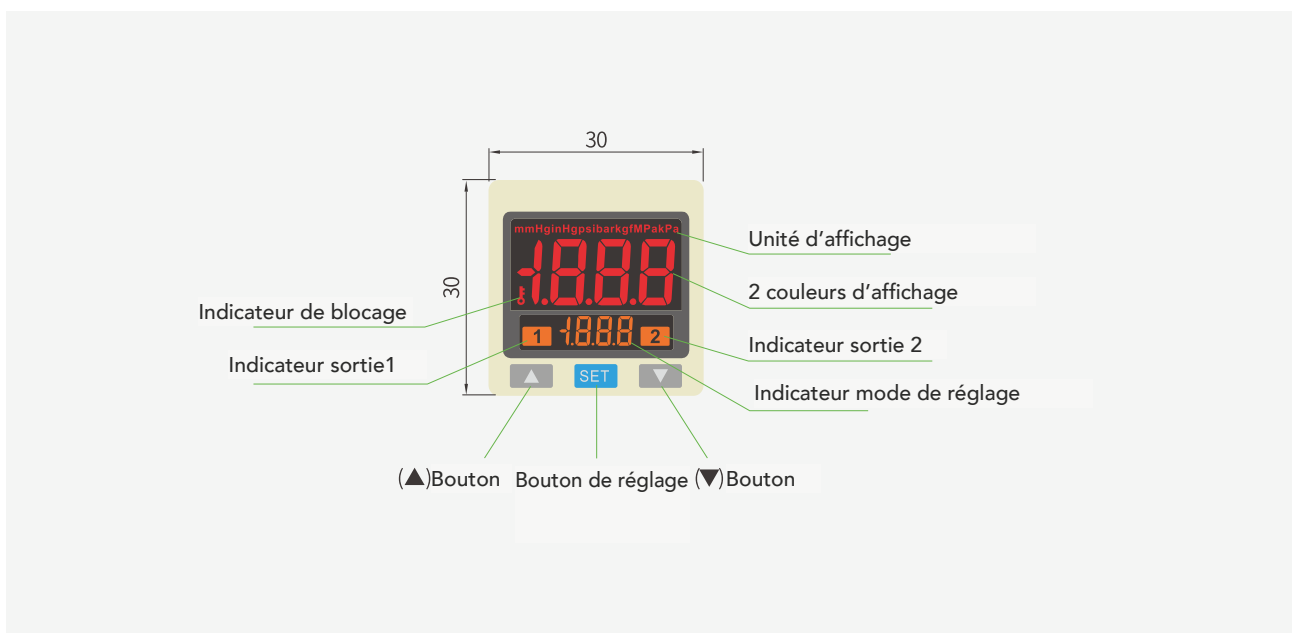 30
30
mmHginHgpsibarkgfMPakPa
-1.8.8.8
Unité d’affichage
2 couleurs d’affichage
Indicateur de blocage
1
-1.8.8.8
2
Indicateur sortie 2
Indicateur sortie1
SET
Indicateur mode de réglage
(▲)Bouton
Bouton de réglage
(▼)Bouton